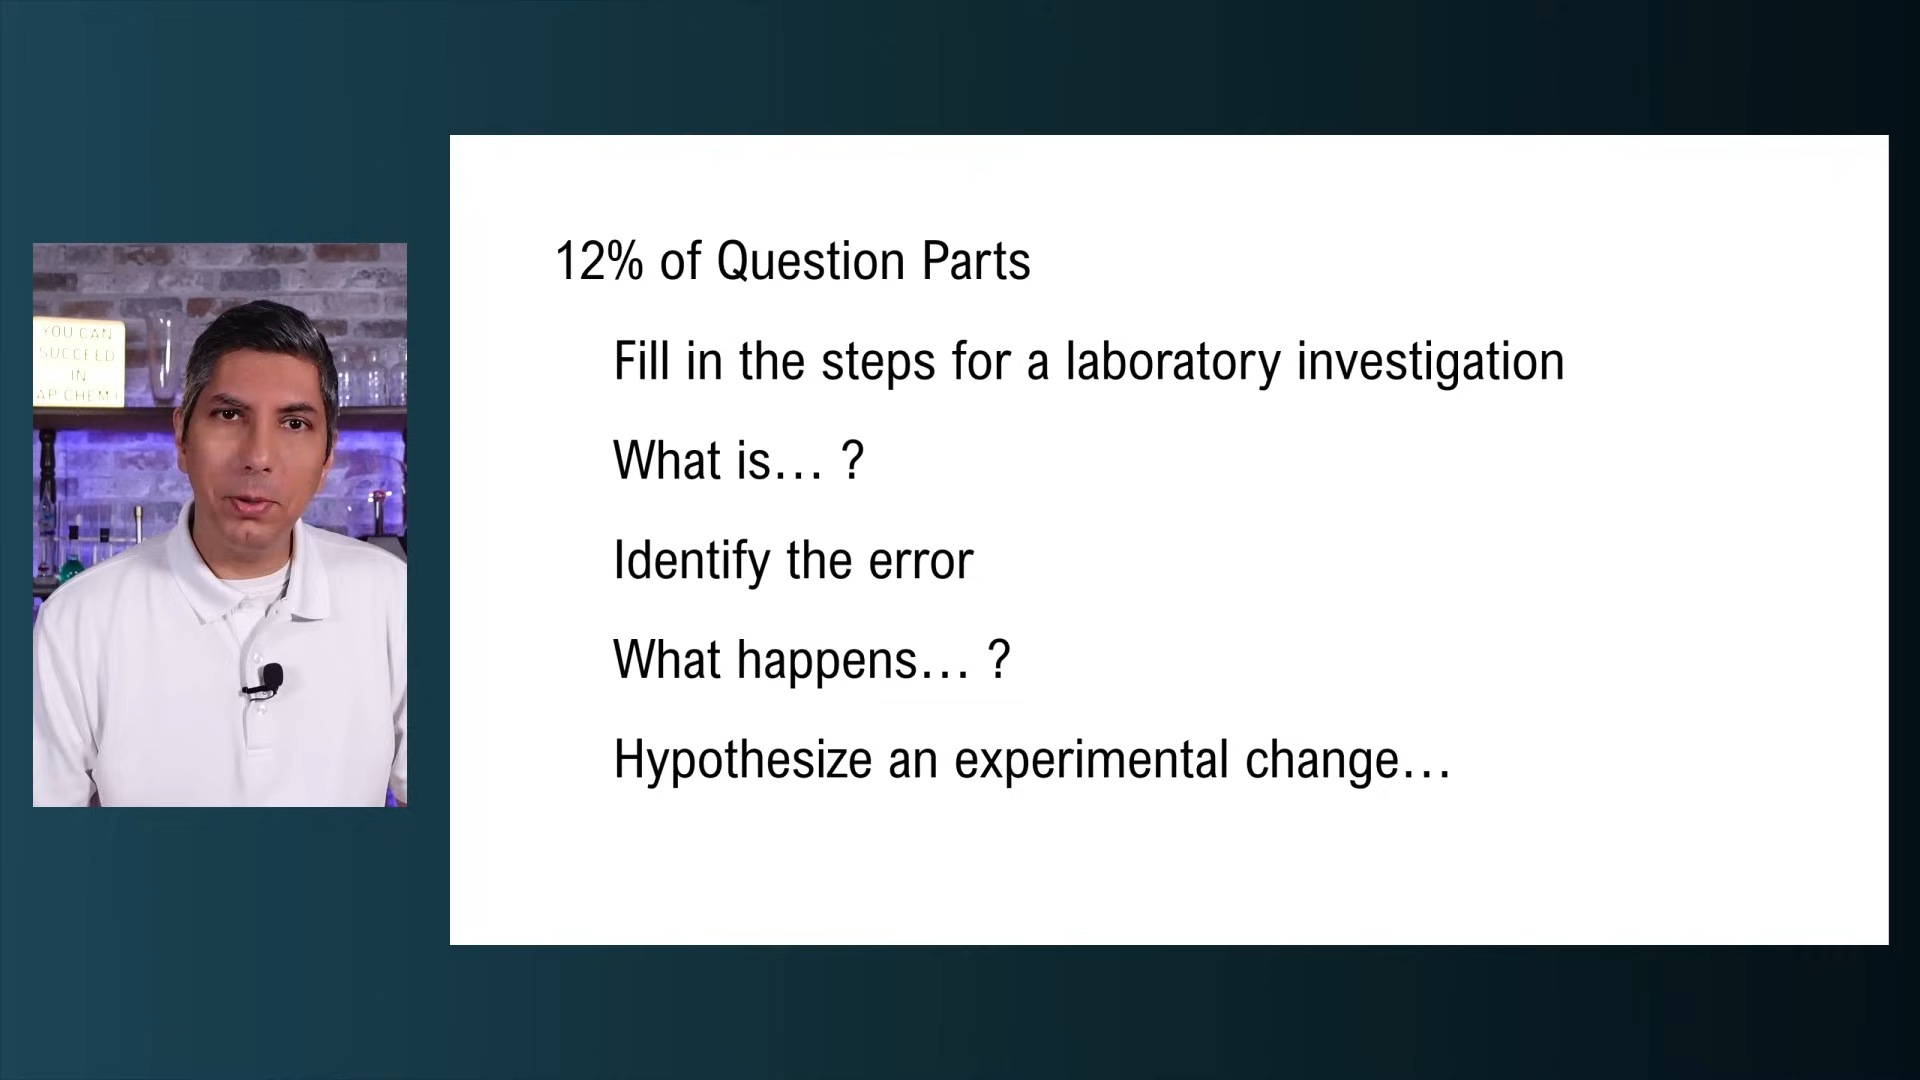 YOU CAN
SUCCEED
IN
AP CHEM!
12% of Question Parts
Fill in the steps for a laboratory investigation
What is… ?
Identify the error
What happens… ?
Hypothesize an experimental change…